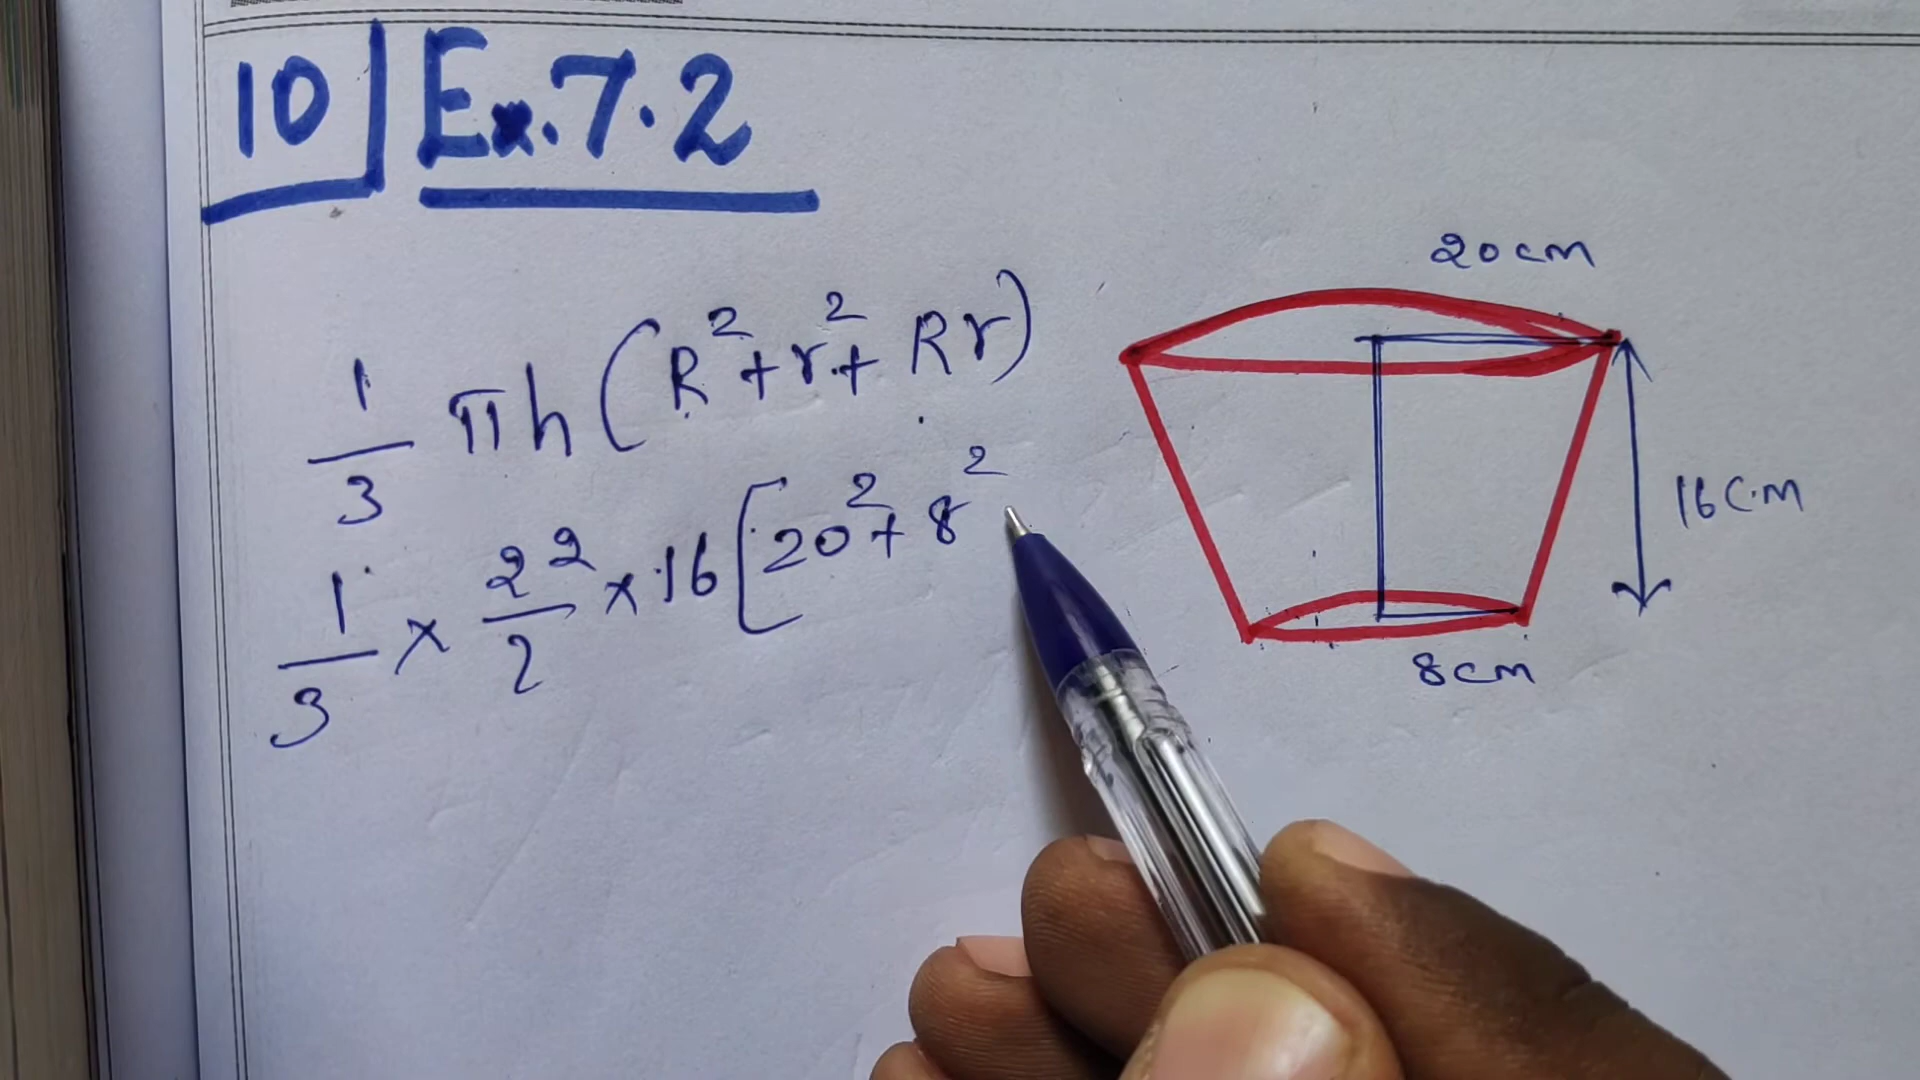 10 Ex.7.2
20cm
1/3 πh (R²+r²+ Rr)
1/3 × 22/2 × 16 [20²+ 8²
16cm
8cm